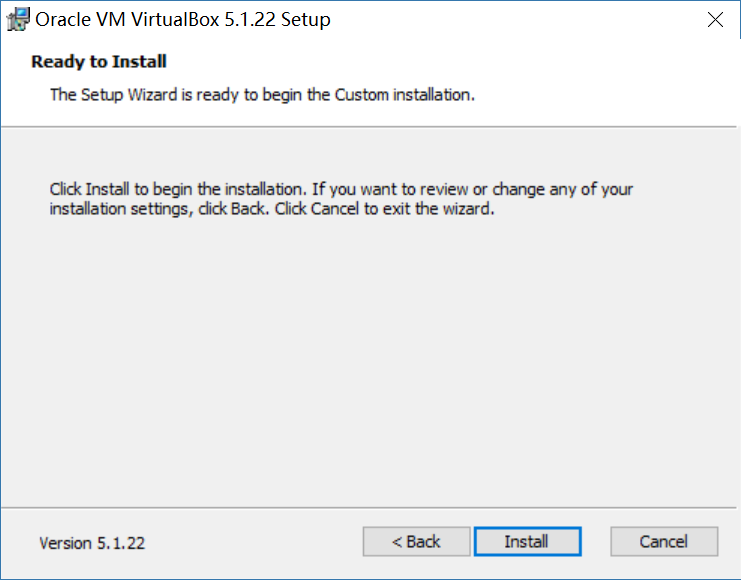 Oracle VM VirtualBox 5.1.22 Setup
Ready to Install
The Setup Wizard is ready to begin the Custom installation.
Click Install to begin the installation. If you want to review or change any of your
installation settings, click Back. Click Cancel to exit the wizard.
Version 5.1.22
< Back
Install
Cancel